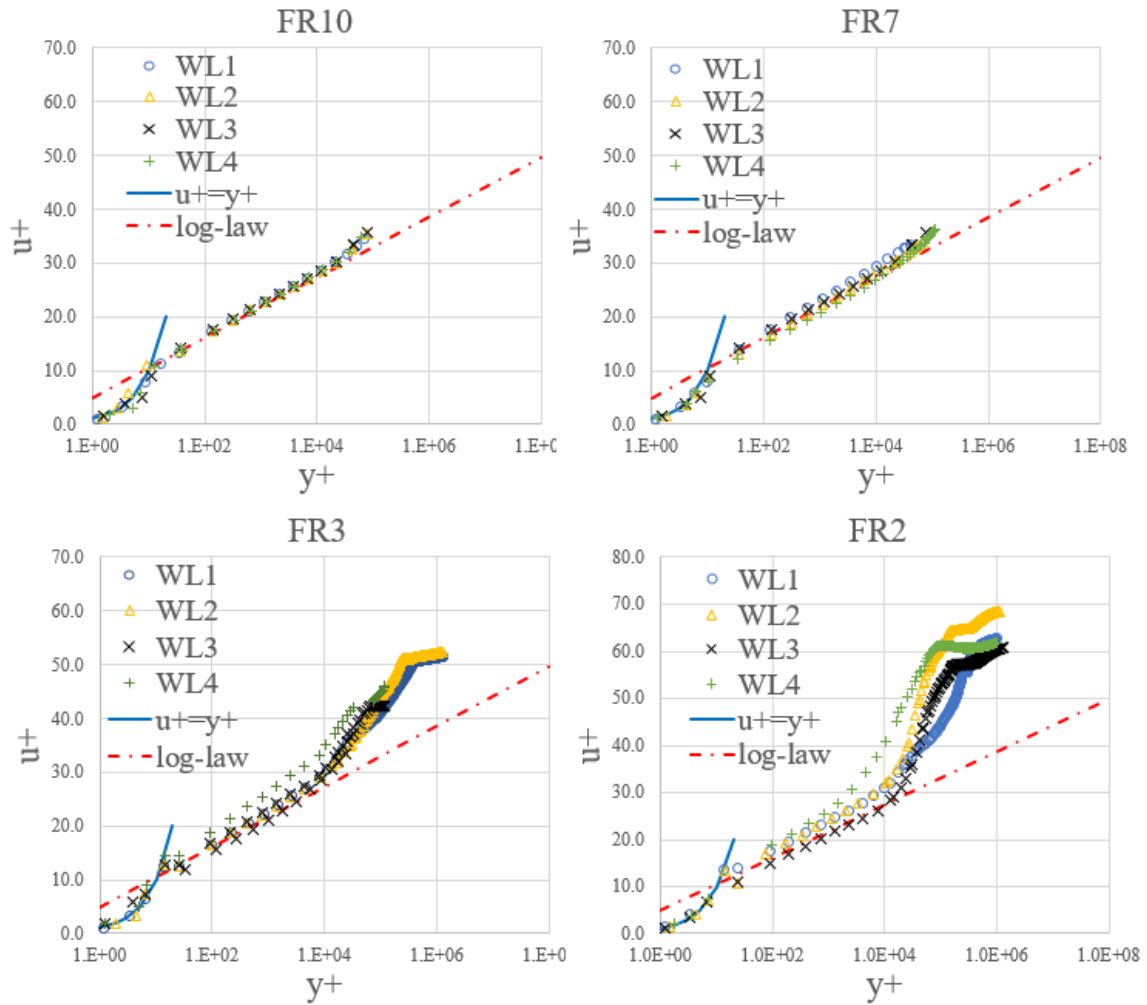 FR10
70.0
60.0
50.0
40.0
30.0
20.0
10.0
0.0
u+
WL1
WL2
WL3
WL4
u+=y+
log-law
1.E+00
1.E+02
1.E+04
1.E+06
1.E+0
y+
FR7
70.0
60.0
50.0
40.0
30.0
20.0
10.0
0.0
u+
WL1
WL2
WL3
WL4
u+=y+
log-law
1.E+00
1.E+02
1.E+04
1.E+06
1.E+08
y+
FR3
70.0
60.0
50.0
40.0
30.0
20.0
10.0
0.0
u+
WL1
WL2
WL3
WL4
u+=y+
log-law
1.E+00
1.E+02
1.E+04
1.E+06
1.E+0
y+
FR2
80.0
70.0
60.0
50.0
40.0
30.0
20.0
10.0
0.0
u+
WL1
WL2
WL3
WL4
u+=y+
log-law
1.0E+00
1.0E+02
1.0E+04
1.0E+06
1.0E+08
y+